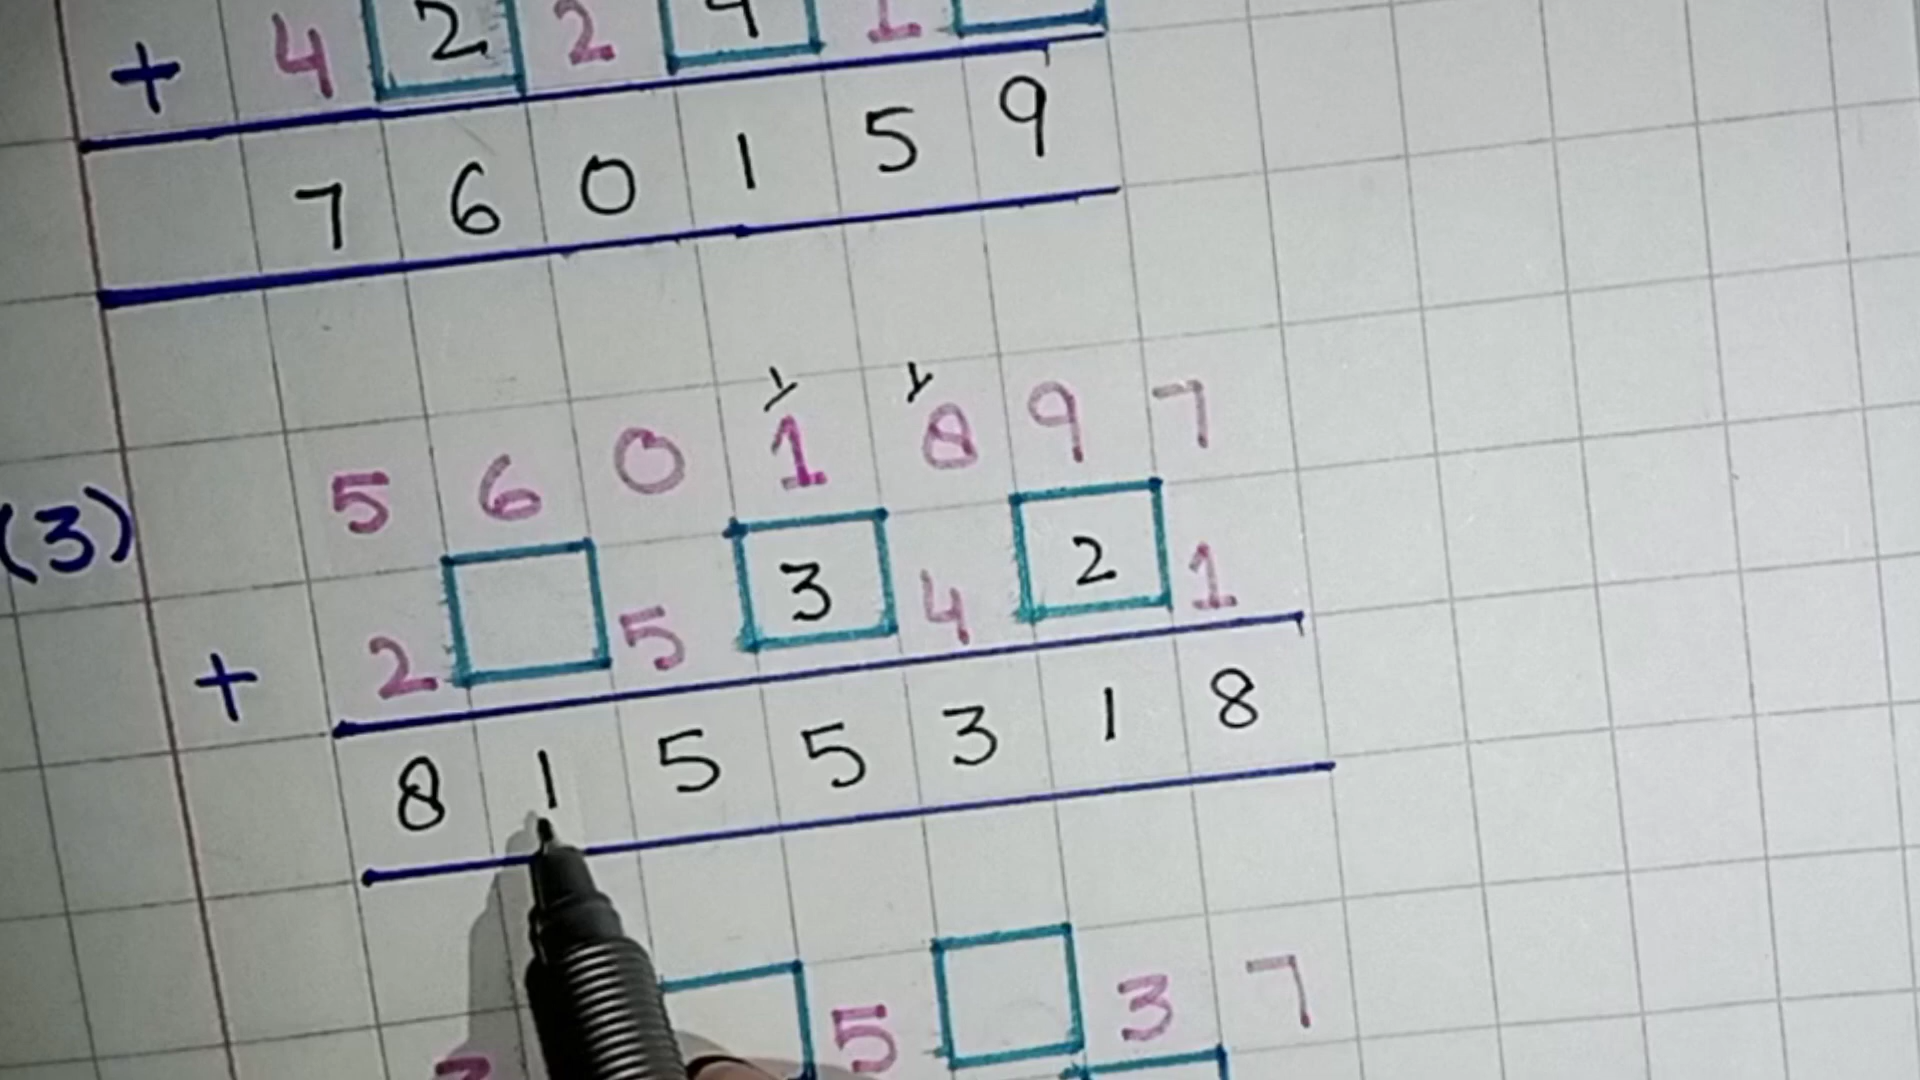 + 4 2 2 9 1
7 6 0 1 5 9
1 1
5 6 0 1 8 9 7
(3)
+ 2 5 3 4 2 1
8 1 5 5 3 1 8
5 3 7